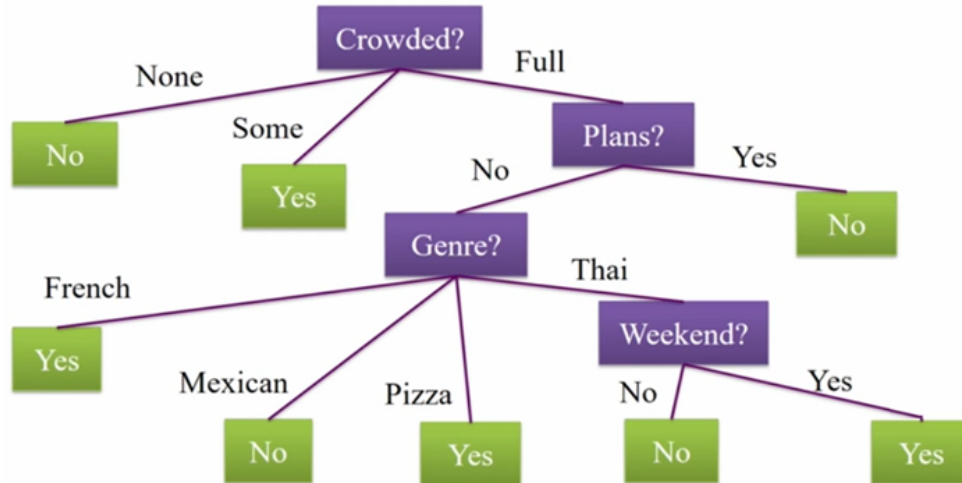 Crowded?
None
Full
Some
No
Plans?
Yes
No
Yes
No
Genre?
French
Thai
Yes
Weekend?
Mexican
Pizza
No
Yes
No
Yes
No
Yes